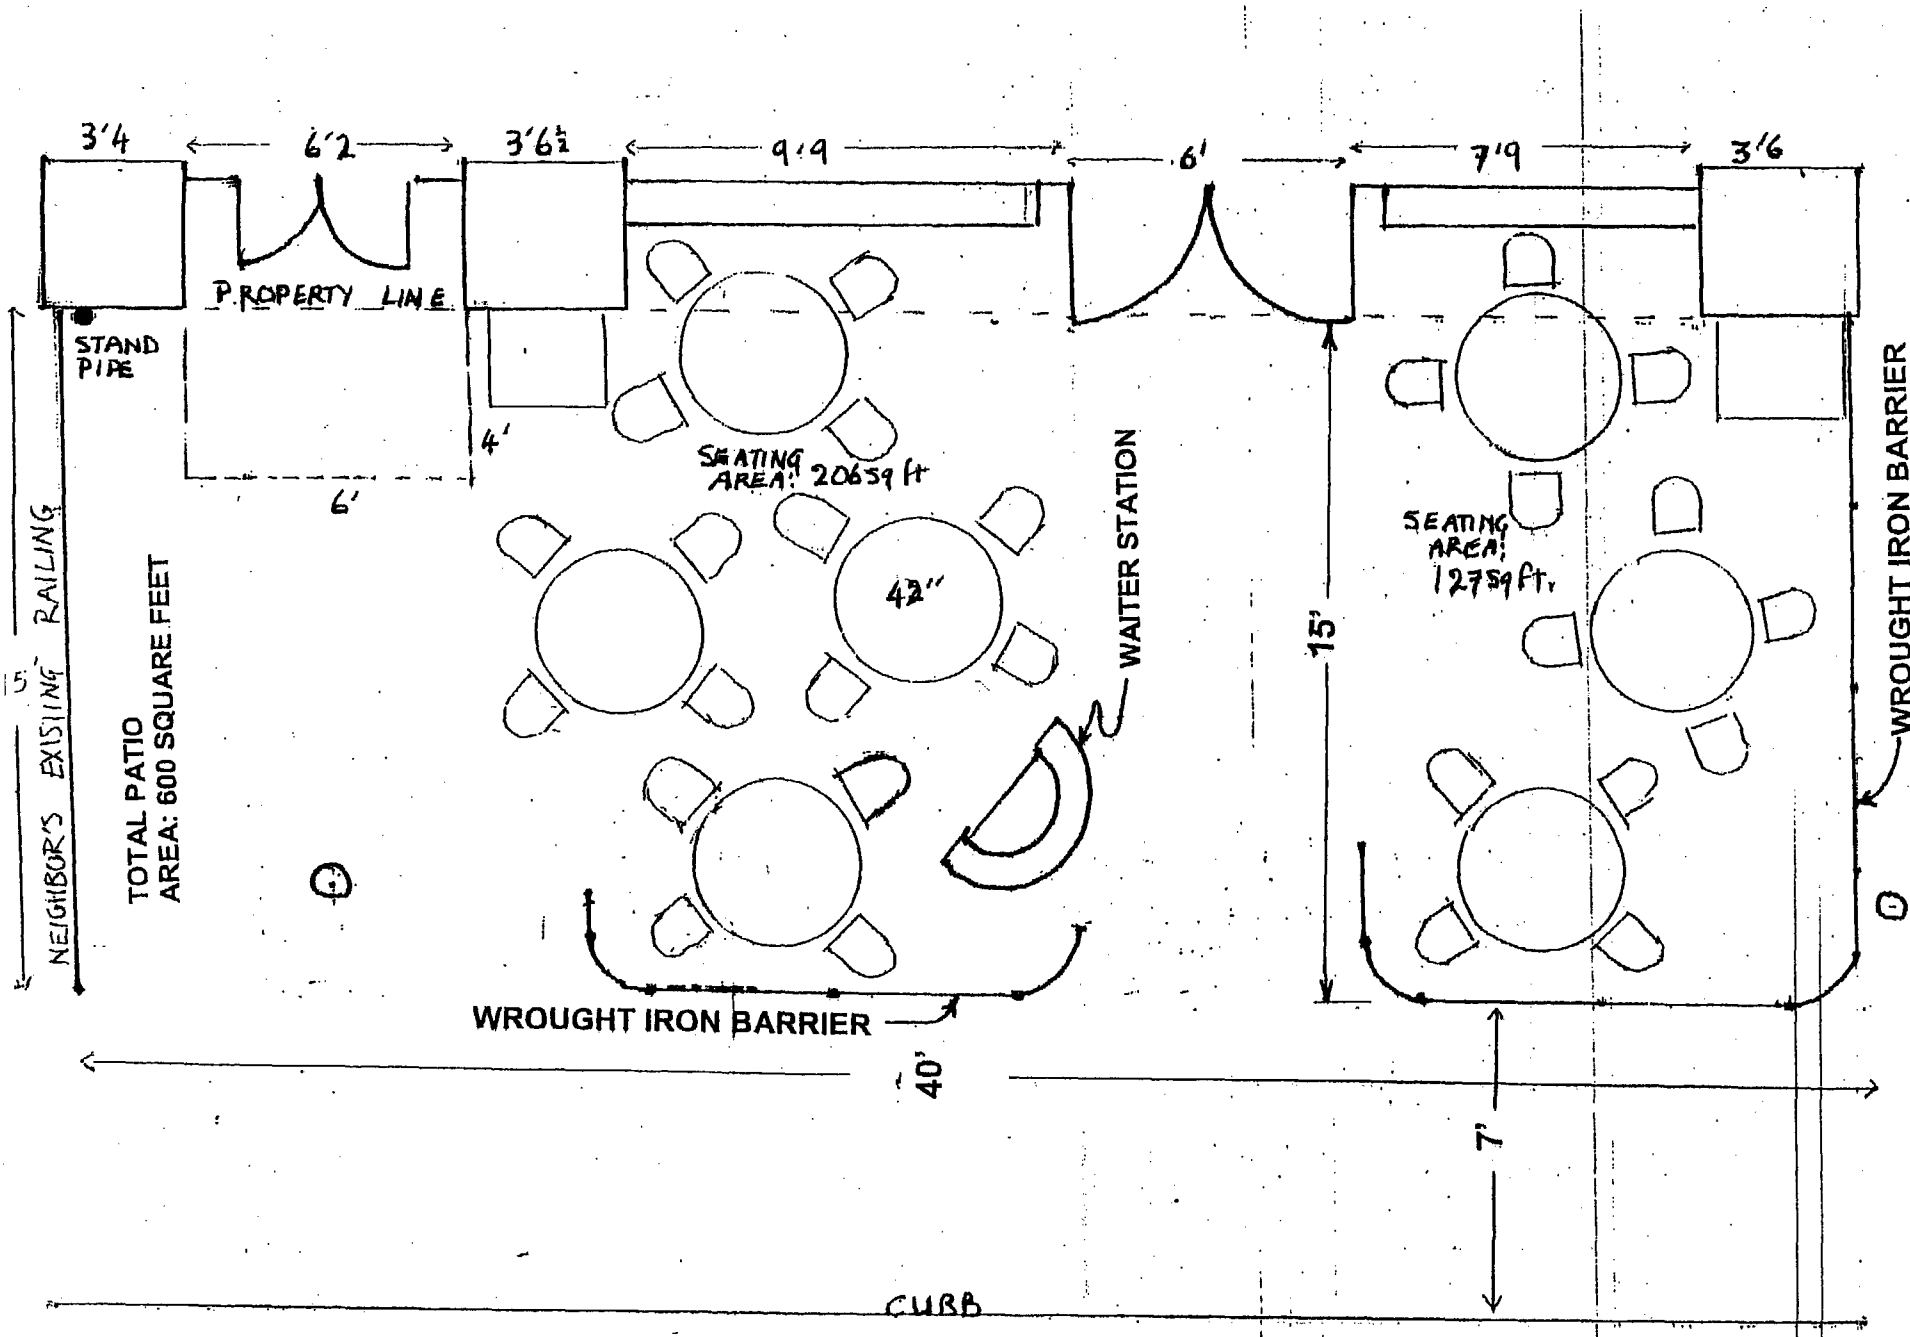 3'4
6'2
3'6½
9'9
6'
7'9
3'6
PROPERTY LINE
STAND
PIPE
4'
6'
SEATING
AREA: 206 sq ft
42"
WAITER STATION
SEATING
AREA:
127 sq ft.
15'
WROUGHT IRON BARRIER
15
NEIGHBOR'S EXISTING RAILING
TOTAL PATIO
AREA: 600 SQUARE FEET
WROUGHT IRON BARRIER
40'
7'
CURB